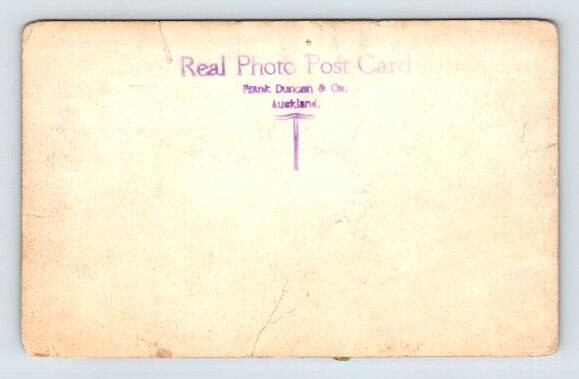 Real Photo Post Card
Frank Duncan & Co.
Auckland.